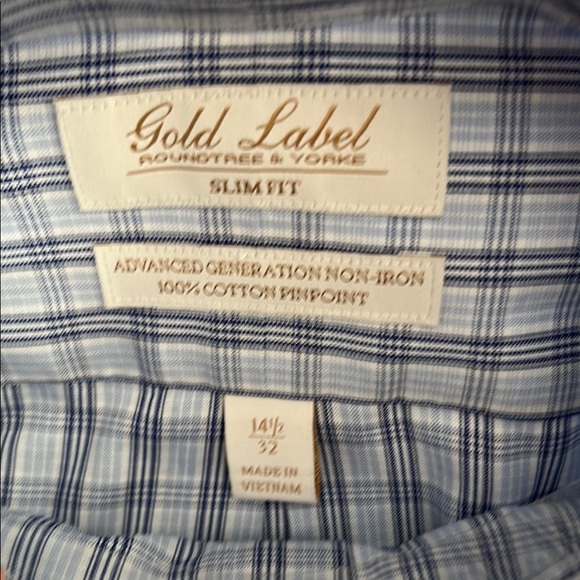 Gold Label
ROUNDTREE & YORKE
SLIM FIT
ADVANCED GENERATION NON-IRON
100% COTTON PINPOINT
14½
32
MADE IN
VIETNAM